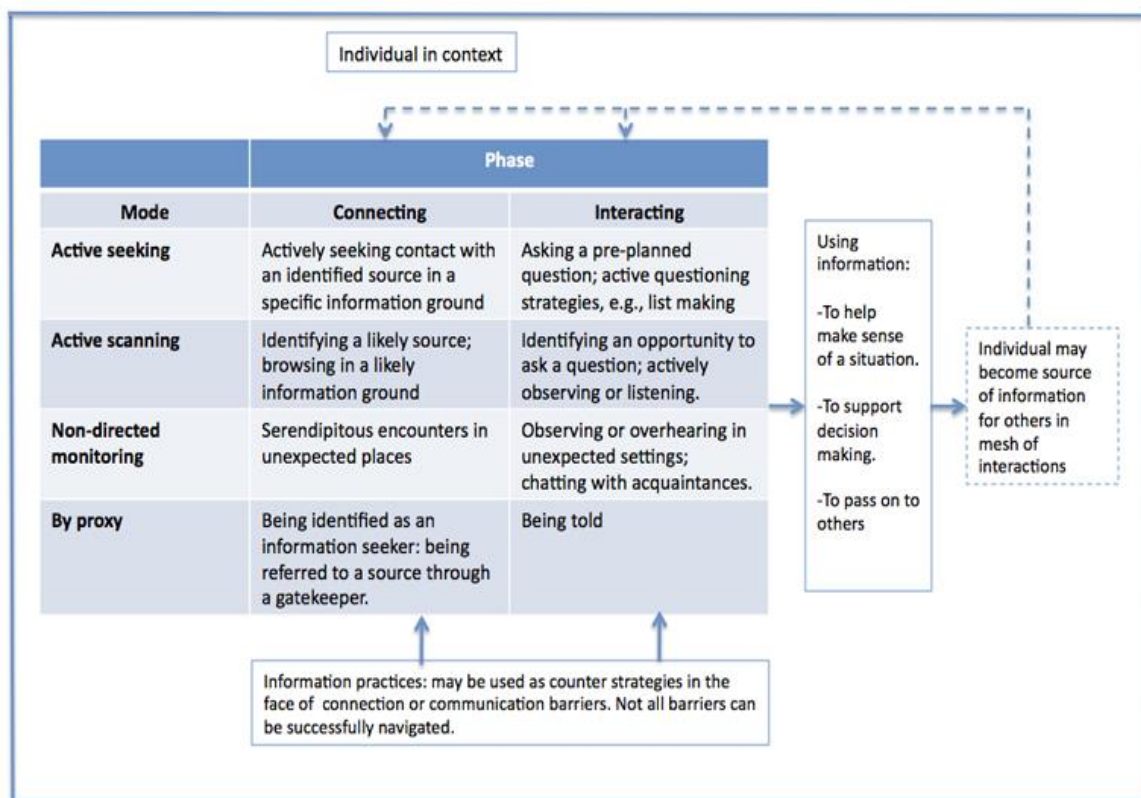 Individual in context
Phase
Mode
Connecting
Interacting
Active seeking
Actively seeking contact with
an identified source in a
specific information ground
Asking a pre-planned
question; active questioning
strategies, e.g., list making
Active scanning
Identifying a likely source;
browsing in a likely
information ground
Identifying an opportunity to
ask a question; actively
observing or listening.
Non-directed
monitoring
Serendipitous encounters in
unexpected places
Observing or overhearing in
unexpected settings;
chatting with acquaintances.
By proxy
Being identified as an
information seeker: being
referred to a source through
a gatekeeper.
Being told
Using
information:
-To help
make sense
of a situation.
-To support
decision
making.
-To pass on to
others
Individual may
become source
of information
for others in
mesh of
interactions
Information practices: may be used as counter strategies in the
face of connection or communication barriers. Not all barriers can
be successfully navigated.